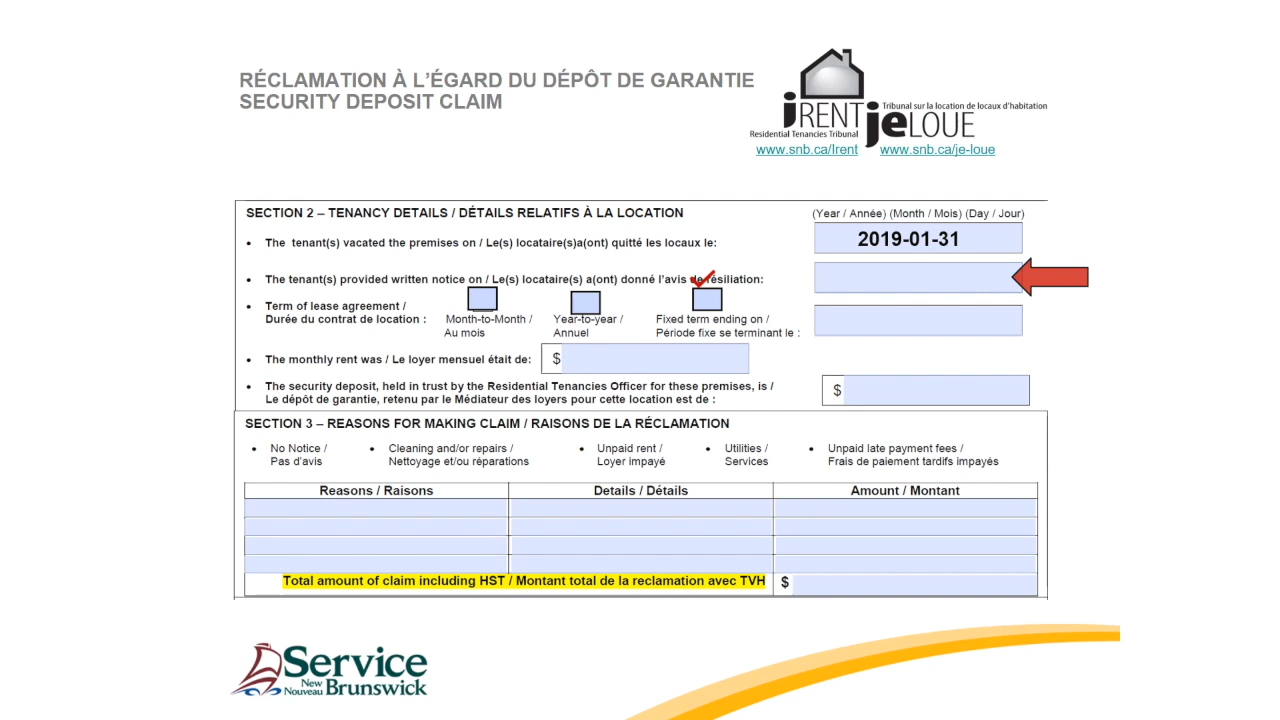 RÉCLAMATION À L’ÉGARD DU DÉPÔT DE GARANTIE
SECURITY DEPOSIT CLAIM
iRENT
Residential Tenancies Tribunal
www.snb.ca/Irent
Tribunal sur la location de locaux d'habitation
jeLOUE
www.snb.ca/je-loue
SECTION 2 – TENANCY DETAILS / DÉTAILS RELATIFS À LA LOCATION
(Year / Année) (Month / Mois) (Day / Jour)
• The tenant(s) vacated the premises on / Le(s) locataire(s)a(ont) quitté les locaux le:
2019-01-31
• The tenant(s) provided written notice on / Le(s) locataire(s) a(ont) donné l’avis de résiliation:
• Term of lease agreement /
Durée du contrat de location :
Month-to-Month /
Au mois
Year-to-year /
Annuel
Fixed term ending on /
Période fixe se terminant le :
• The monthly rent was / Le loyer mensuel était de:
$
• The security deposit, held in trust by the Residential Tenancies Officer for these premises, is /
Le dépôt de garantie, retenu par le Médiateur des loyers pour cette location est de :
$
SECTION 3 – REASONS FOR MAKING CLAIM / RAISONS DE LA RÉCLAMATION
• No Notice /
Pas d’avis
• Cleaning and/or repairs /
Nettoyage et/ou réparations
• Unpaid rent /
Loyer impayé
• Utilities /
Services
• Unpaid late payment fees /
Frais de paiement tardifs impayés
Reasons / Raisons
Details / Détails
Amount / Montant
Total amount of claim including HST / Montant total de la reclamation avec TVH
$
Service
New Brunswick
Nouveau